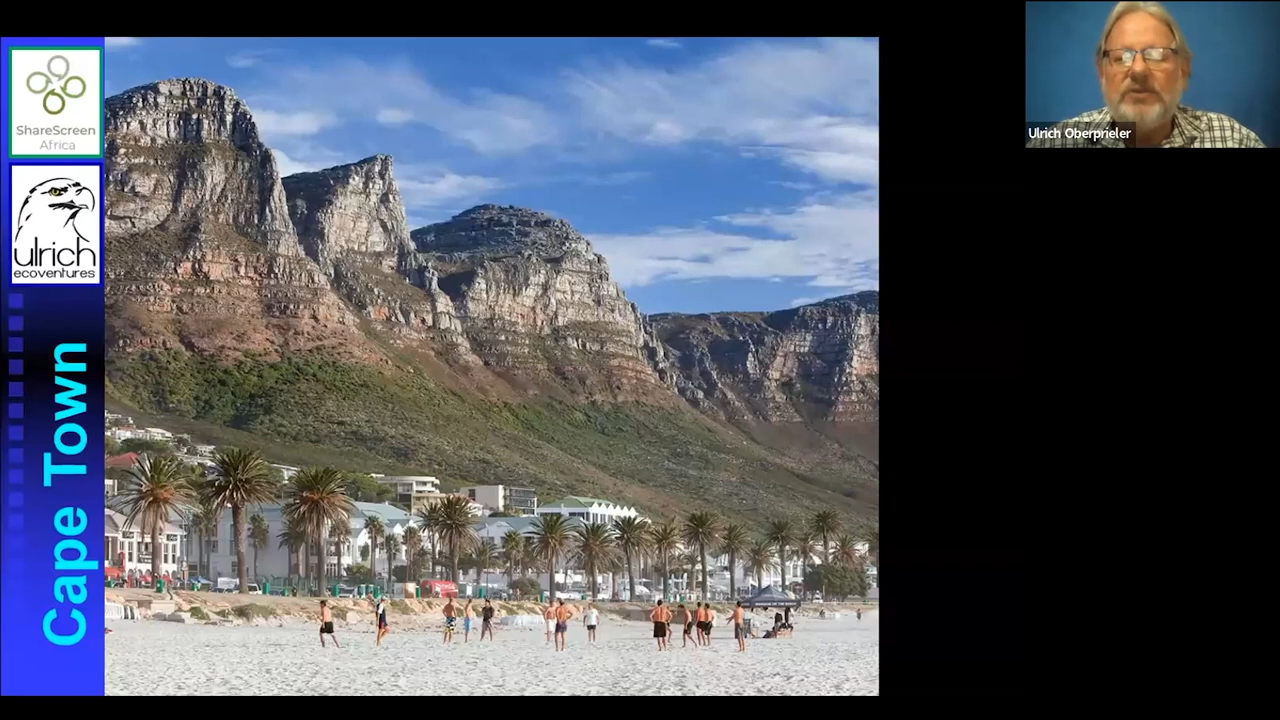 ShareScreen
Africa
ulrich
ecoventures
Cape Town
Ulrich Oberprieler